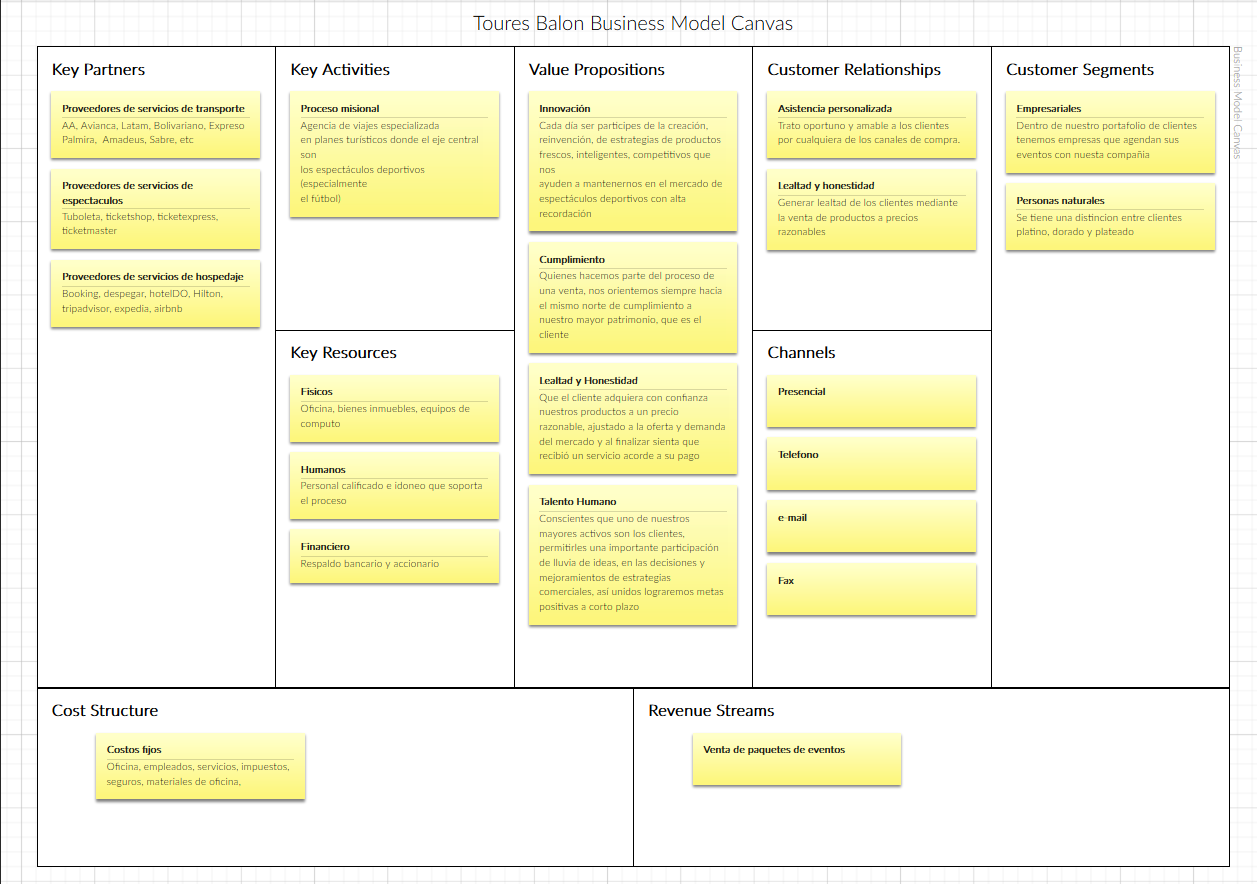 Toures Balon Business Model Canvas
Business Model Canvas
Key Partners
Proveedores de servicios de transporte
AA, Avianca, Latam, Bolivariano, Expreso
Palmira, Amadeus, Sabre, etc
Proveedores de servicios de
espectaculos
Tuboleta, ticketshop, ticketexpress,
ticketmaster
Proveedores de servicios de hospedaje
Booking, despegar, hotelDO, Hilton,
tripadvisor, expedia, airbnb
Key Activities
Proceso misional
Agencia de viajes especializada
en planes turísticos donde el eje central
son
los espectáculos deportivos
(especialmente
el fútbol)
Key Resources
Fisicos
Oficina, bienes inmuebles, equipos de
computo
Humanos
Personal calificado e idoneo que soporta
el proceso
Financiero
Respaldo bancario y accionario
Value Propositions
Innovación
Cada día ser participes de la creación,
reinvención, de estrategias de productos
frescos, inteligentes, competitivos que
nos
ayuden a mantenernos en el mercado de
espectáculos deportivos con alta
recordación
Cumplimiento
Quienes hacemos parte del proceso de
una venta, nos orientemos siempre hacia
el mismo norte de cumplimiento a
nuestro mayor patrimonio, que es el
cliente
Lealtad y Honestidad
Que el cliente adquiera con confianza
nuestros productos a un precio
razonable, ajustado a la oferta y demanda
del mercado y al finalizar sienta que
recibió un servicio acorde a su pago
Talento Humano
Conscientes que uno de nuestros
mayores activos son los clientes,
permitirles una importante participación
de lluvia de ideas, en las decisiones y
mejoramientos de estrategias
comerciales, así unidos lograremos metas
positivas a corto plazo
Customer Relationships
Asistencia personalizada
Trato oportuno y amable a los clientes
por cualquiera de los canales de compra.
Lealtad y honestidad
Generar lealtad de los clientes mediante
la venta de productos a precios
razonables
Channels
Presencial
Telefono
e-mail
Fax
Customer Segments
Empresariales
Dentro de nuestro portafolio de clientes
tenemos empresas que agendan sus
eventos con nuesta compañia
Personas naturales
Se tiene una distincion entre clientes
platino, dorado y plateado
Cost Structure
Costos fijos
Oficina, empleados, servicios, impuestos,
seguros, materiales de oficina,
Revenue Streams
Venta de paquetes de eventos